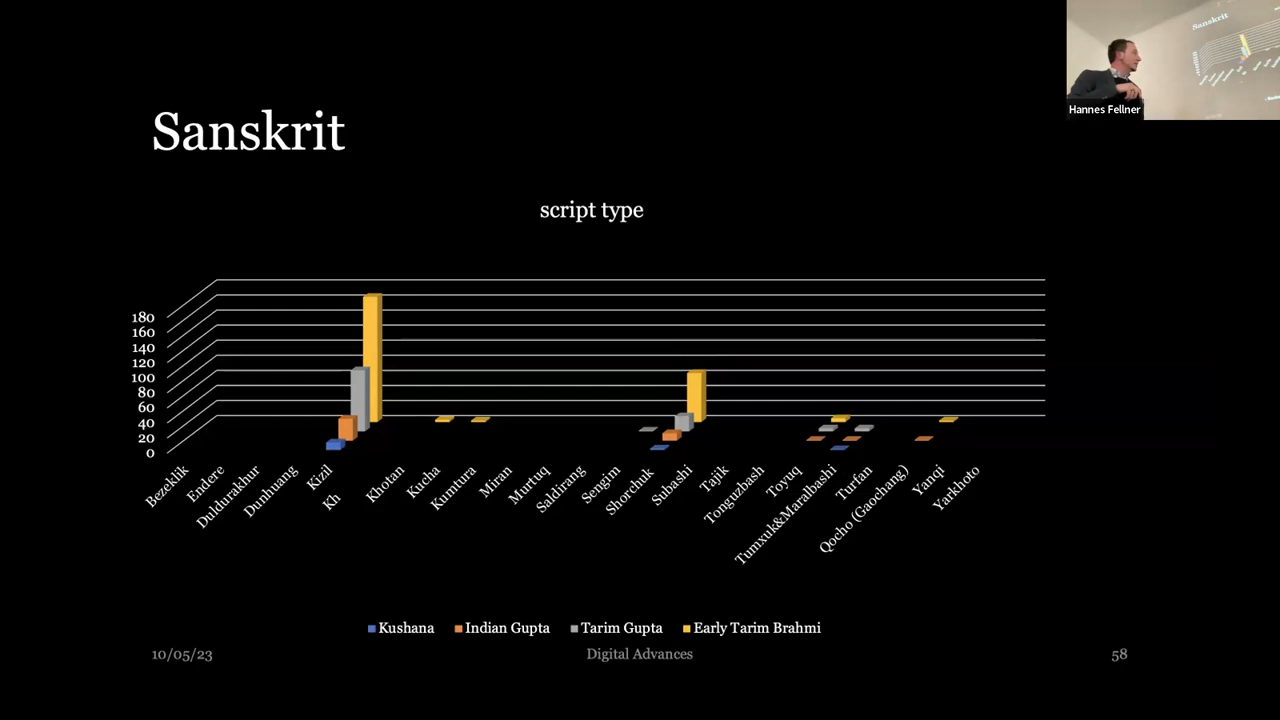 Sanskrit
Hannes Fellner
Sanskrit
script type
180
160
140
120
100
80
60
40
20
0
Bezeklik
Endere
Duldurakhur
Dunhuang
Kizil
Kh
Khotan
Kucha
Kumtura
Miran
Murtuq
Saldirang
Sengim
Shorchuk
Subashi
Tajik
Tonguzbash
Toyuq
Tumxuk&Maralbashi
Turfan
Qocho (Gaochang)
Yanqi
Yarkhoto
Kushana Indian Gupta Tarim Gupta Early Tarim Brahmi
10/05/23 Digital Advances 58